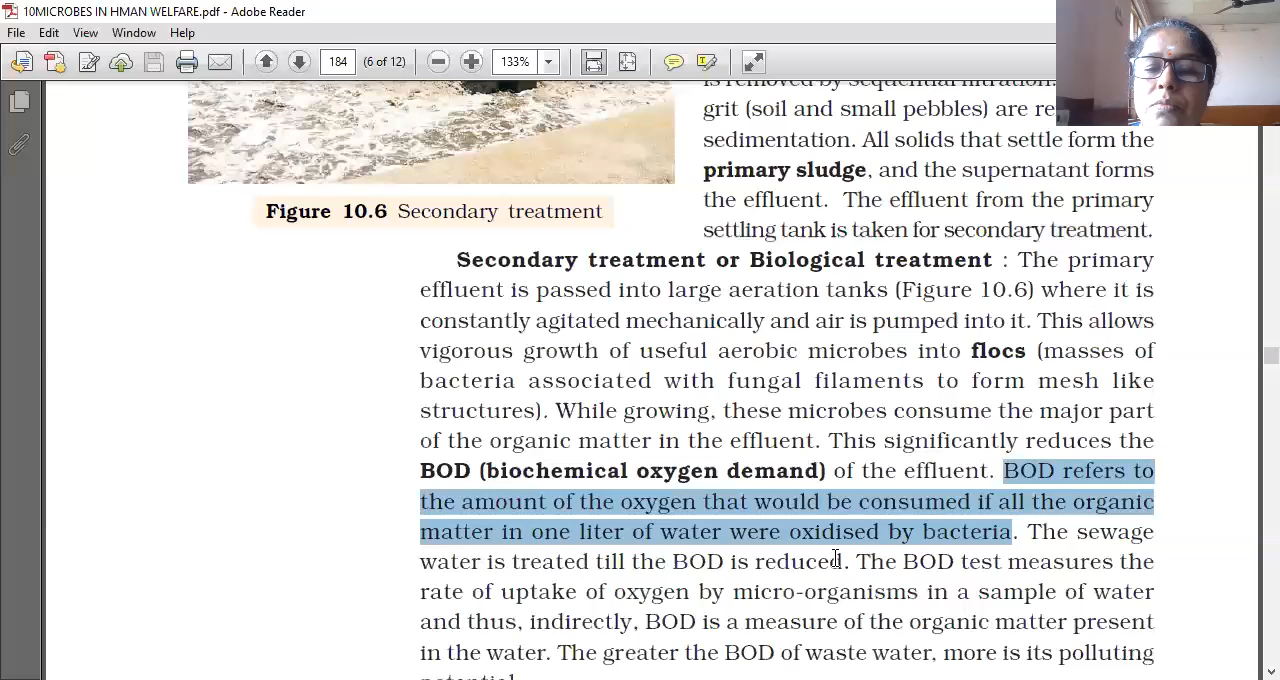 10MICROBES IN HMAN WELFARE.pdf - Adobe Reader
File Edit View Window Help
184 (6 of 12) 133%
is removed by sequential filtration.
grit (soil and small pebbles) are re
sedimentation. All solids that settle form the
primary sludge, and the supernatant forms
the effluent. The effluent from the primary
settling tank is taken for secondary treatment.
Figure 10.6 Secondary treatment
Secondary treatment or Biological treatment : The primary
effluent is passed into large aeration tanks (Figure 10.6) where it is
constantly agitated mechanically and air is pumped into it. This allows
vigorous growth of useful aerobic microbes into flocs (masses of
bacteria associated with fungal filaments to form mesh like
structures). While growing, these microbes consume the major part
of the organic matter in the effluent. This significantly reduces the
BOD (biochemical oxygen demand) of the effluent. BOD refers to
the amount of the oxygen that would be consumed if all the organic
matter in one liter of water were oxidised by bacteria. The sewage
water is treated till the BOD is reduced. The BOD test measures the
rate of uptake of oxygen by micro-organisms in a sample of water
and thus, indirectly, BOD is a measure of the organic matter present
in the water. The greater the BOD of waste water, more is its polluting
potential.